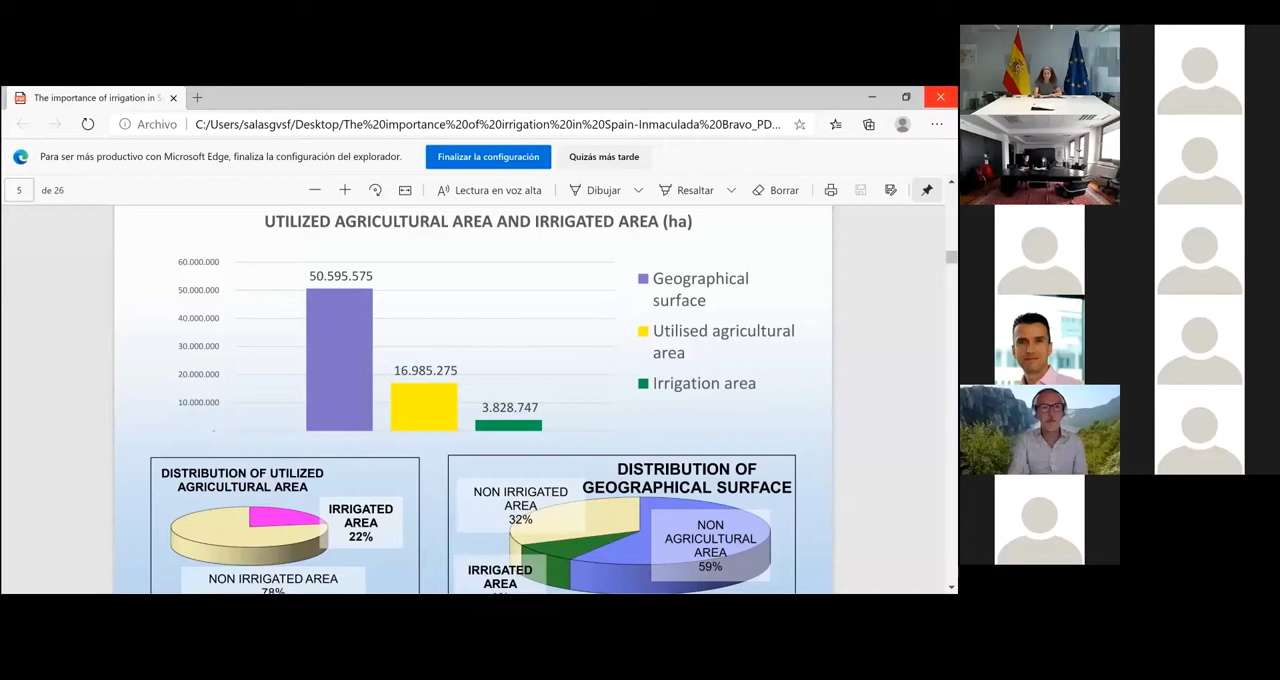 The importance of irrigation in S
Archivo C:/Users/salasgvsf/Desktop/The%20importance%20of%20irrigation%20in%20Spain-Inmaculada%20Bravo_PD...
Para ser más productivo con Microsoft Edge, finaliza la configuración del explorador. Finalizar la configuración Quizás más tarde
5 de 26 Lectura en voz alta Dibujar Resaltar Borrar
UTILIZED AGRICULTURAL AREA AND IRRIGATED AREA (ha)
60.000.000
50.000.000
40.000.000
30.000.000
20.000.000
10.000.000
-
50.595.575
16.985.275
3.828.747
Geographical
surface
Utilised agricultural
area
Irrigation area
DISTRIBUTION OF UTILIZED
AGRICULTURAL AREA
IRRIGATED
AREA
22%
NON IRRIGATED AREA
78%
DISTRIBUTION OF
GEOGRAPHICAL SURFACE
NON IRRIGATED
AREA
32%
NON
AGRICULTURAL
AREA
59%
IRRIGATED
AREA